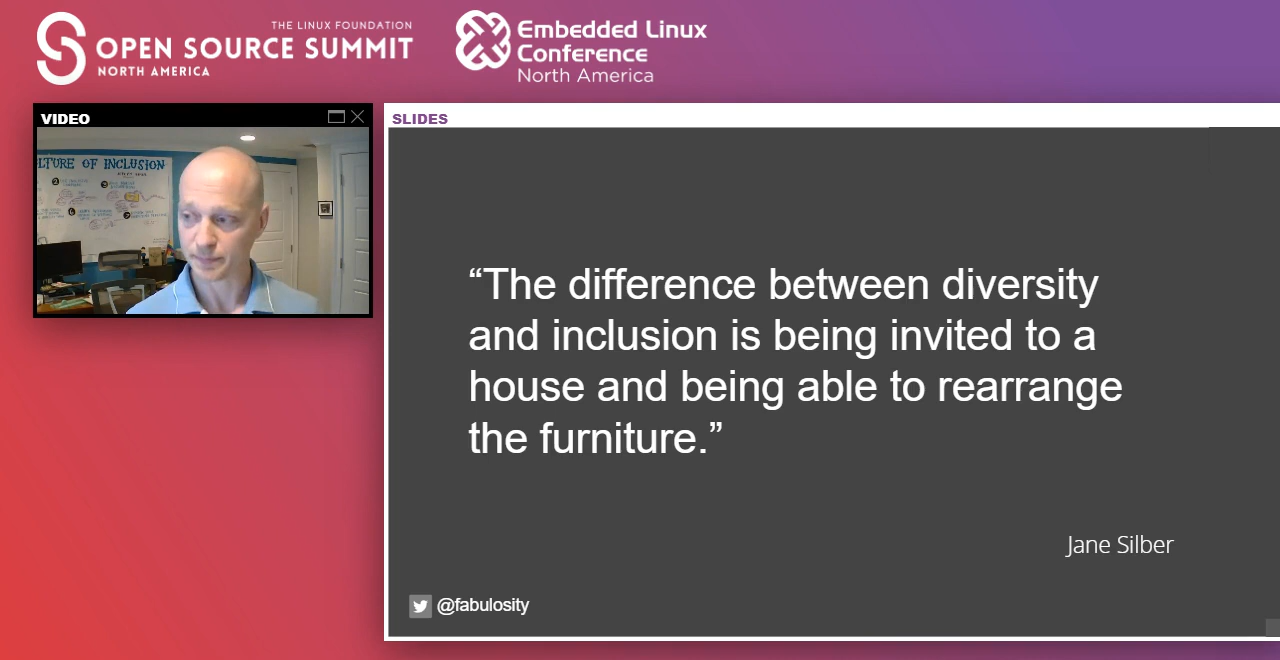 THE LINUX FOUNDATION
OPEN SOURCE SUMMIT
NORTH AMERICA
Embedded Linux
Conference
North America
VIDEO
LTURE OF INCLUSION
SLIDES
“The difference between diversity
and inclusion is being invited to a
house and being able to rearrange
the furniture.”
Jane Silber
@fabulosity